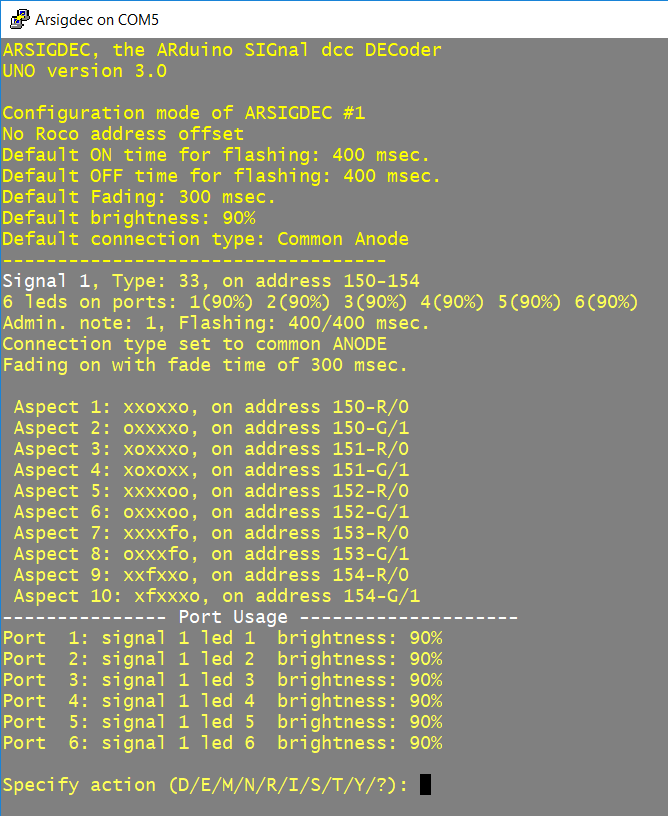 Arsigdec on COM5
ARSIGDEC, the ARduino SIGnal dcc DECoder
UNO version 3.0
Configuration mode of ARSIGDEC #1
No Roco address offset
Default ON time for flashing: 400 msec.
Default OFF time for flashing: 400 msec.
Default Fading: 300 msec.
Default brightness: 90%
Default connection type: Common Anode
-----------------------------------
Signal 1, Type: 33, on address 150-154
6 leds on ports: 1(90%) 2(90%) 3(90%) 4(90%) 5(90%) 6(90%)
Admin. note: 1, Flashing: 400/400 msec.
Connection type set to common ANODE
Fading on with fade time of 300 msec.
Aspect 1: xxoxxo, on address 150-R/0
Aspect 2: oxxxxo, on address 150-G/1
Aspect 3: xoxxxo, on address 151-R/0
Aspect 4: xoxoxx, on address 151-G/1
Aspect 5: xxxxoo, on address 152-R/0
Aspect 6: oxxxoo, on address 152-G/1
Aspect 7: xxxxfo, on address 153-R/0
Aspect 8: oxxxfo, on address 153-G/1
Aspect 9: xxfxxo, on address 154-R/0
Aspect 10: xfxxxo, on address 154-G/1
--------------- Port Usage --------------------
Port  1: signal 1 led 1  brightness: 90%
Port  2: signal 1 led 2  brightness: 90%
Port  3: signal 1 led 3  brightness: 90%
Port  4: signal 1 led 4  brightness: 90%
Port  5: signal 1 led 5  brightness: 90%
Port  6: signal 1 led 6  brightness: 90%
Specify action (D/E/M/N/R/I/S/T/Y/?):